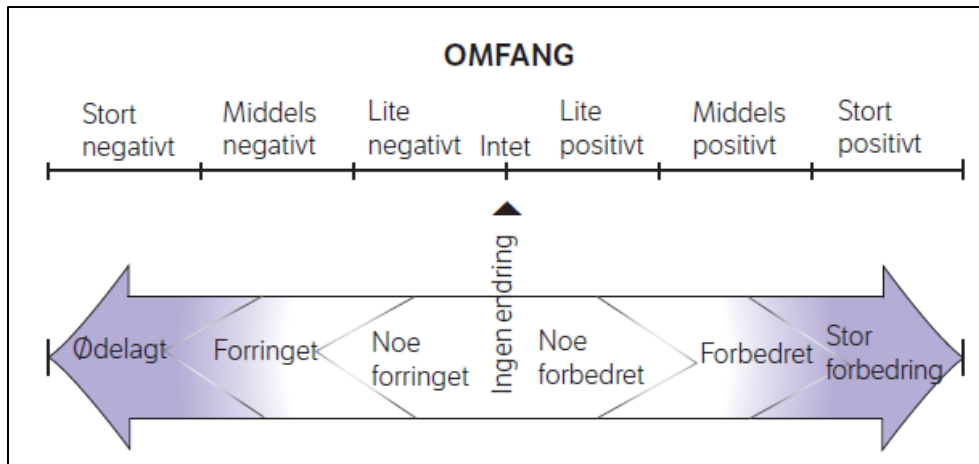 OMFANG
Stort
negativt
Middels
negativt
Lite
negativt
Intet
Lite
positivt
Middels
positivt
Stort
positivt
Ingen endring
Ødelagt
Forringet
Noe
forringet
Noe
forbedret
Forbedret
Stor
forbedring